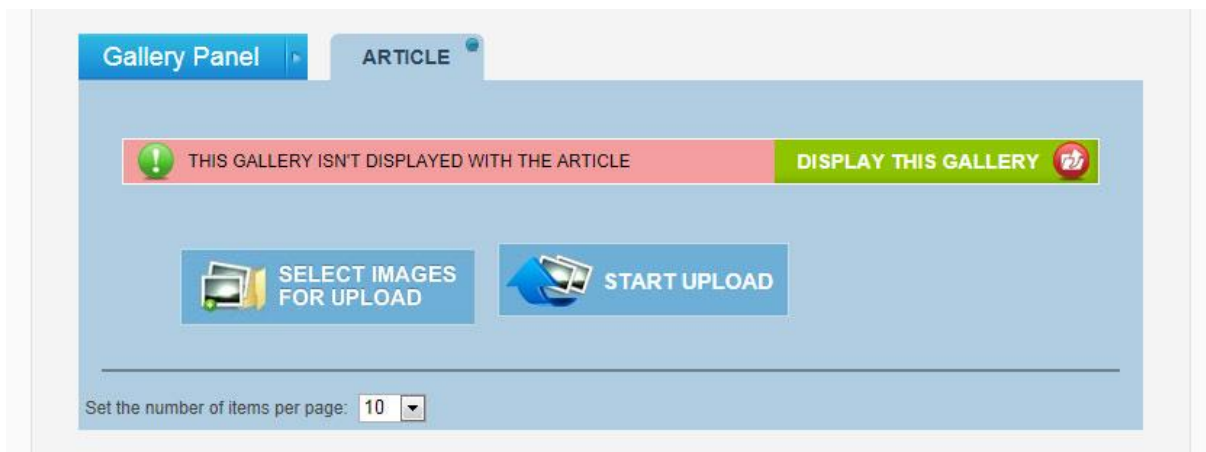 Gallery Panel
ARTICLE
THIS GALLERY ISN'T DISPLAYED WITH THE ARTICLE
DISPLAY THIS GALLERY
SELECT IMAGES
FOR UPLOAD
START UPLOAD
Set the number of items per page: 10